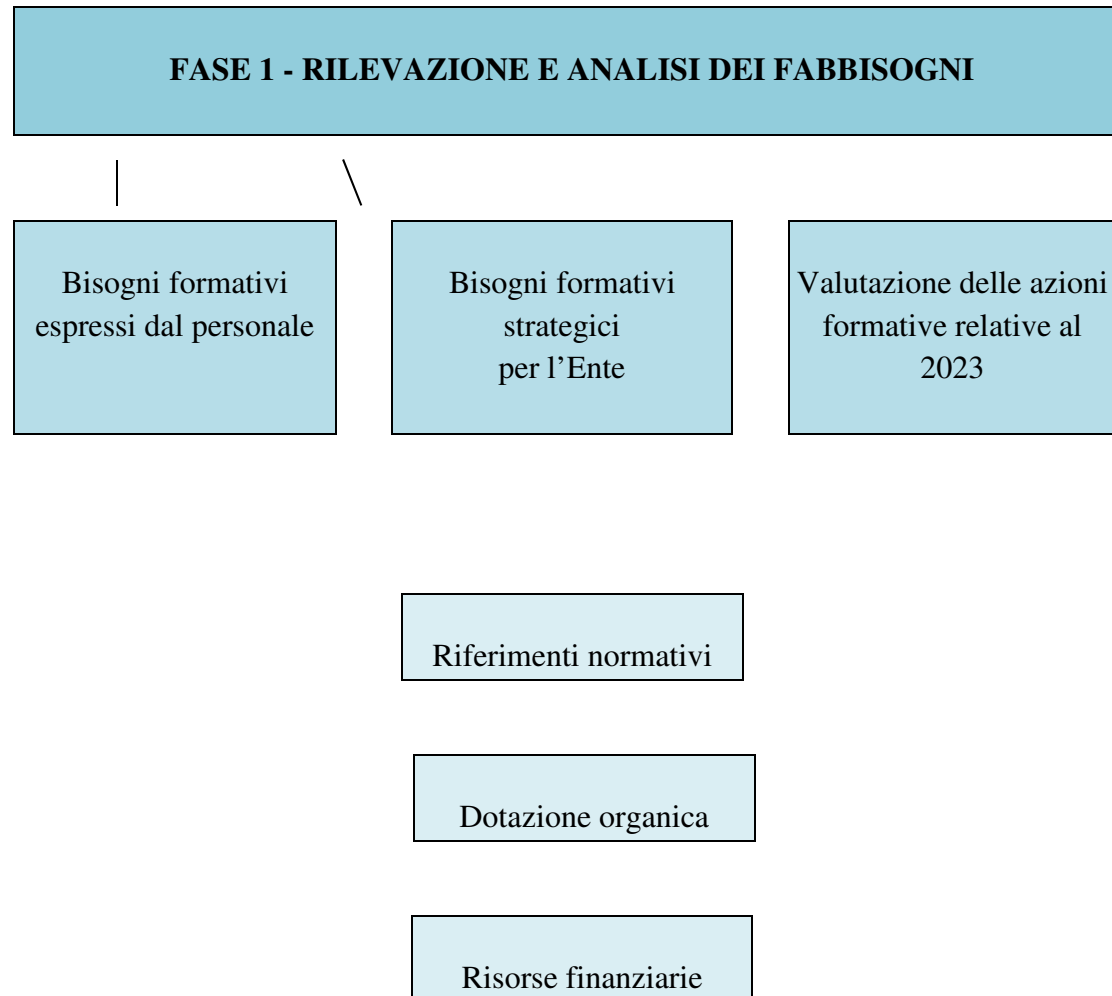 FASE 1 - RILEVAZIONE E ANALISI DEI FABBISOGNI
Bisogni formativi
espressi dal personale
Bisogni formativi
strategici
per l’Ente
Valutazione delle azioni
formative relative al
2023
Riferimenti normativi
Dotazione organica
Risorse finanziarie